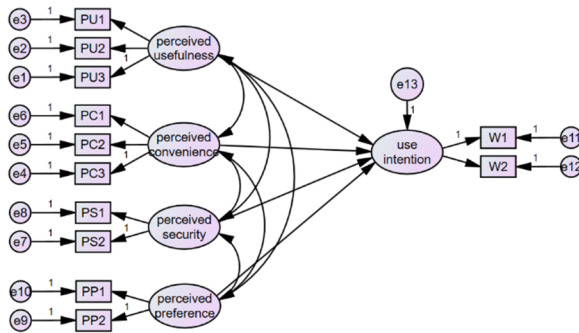 e3 1 PU1
e2 1 PU2
e1 1 PU3 1
perceived
usefulness
e6 1 PC1
e5 1 PC2
e4 1 PC3 1
perceived
convenience
e8 1 PS1
e7 1 PS2 1
perceived
security
e10 1 PP1
e9 1 PP2 1
perceived
preference
e13
1
use
intention
1 W1 1 e11
W2 1 e12